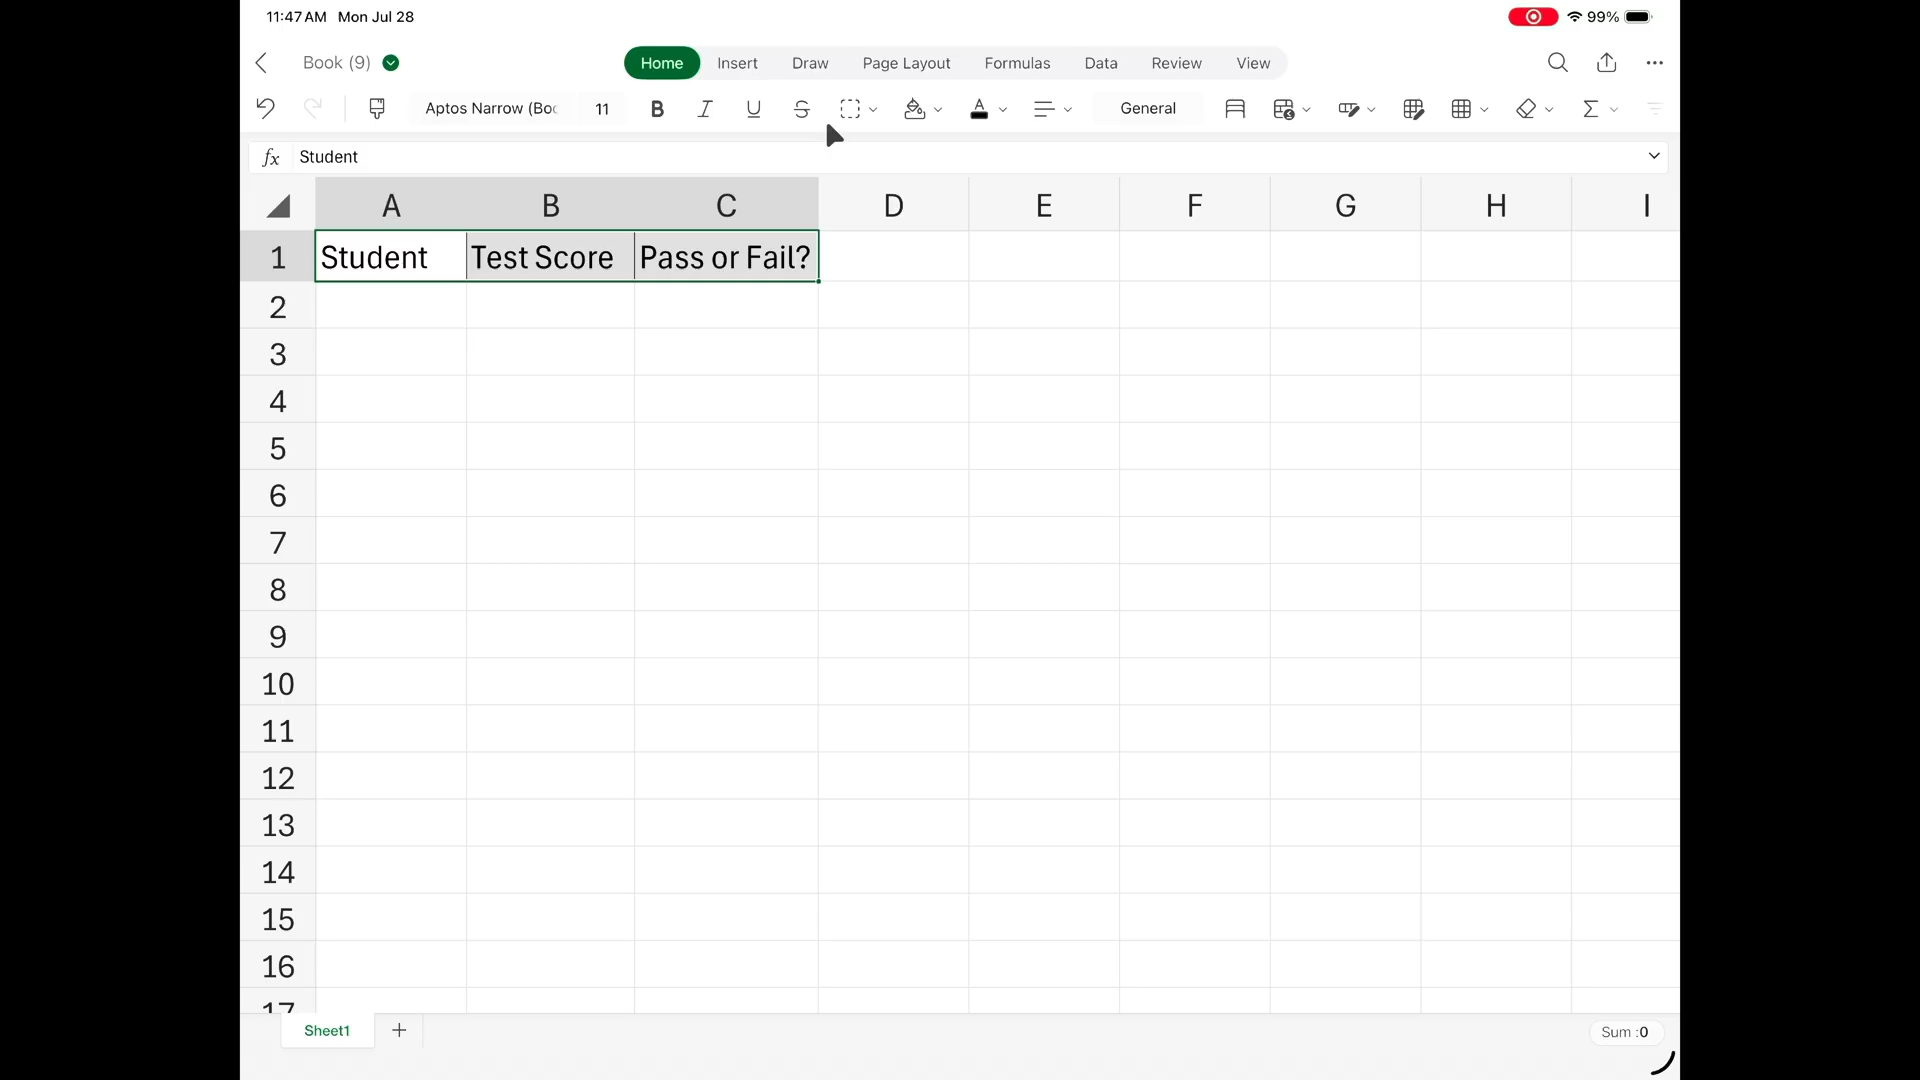 11:47 AM Mon Jul 28
99%
Book (9)
Home Insert Draw Page Layout Formulas Data Review View
Aptos Narrow (Boc 11 B I U S A General Σ
fx Student
A B C D E F G H I
1 Student Test Score Pass or Fail?
2
3
4
5
6
7
8
9
10
11
12
13
14
15
16
17
Sheet1 +
Sum :0